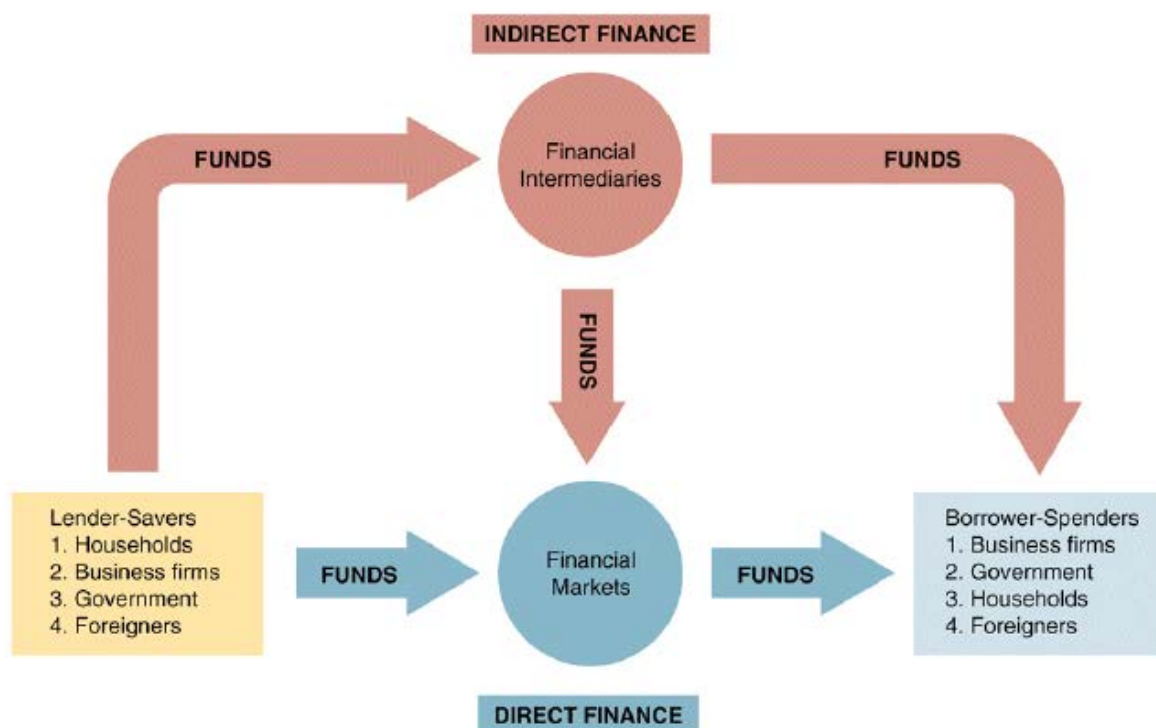 INDIRECT FINANCE
FUNDS
Financial
Intermediaries
FUNDS
FUNDS
Lender-Savers
1. Households
2. Business firms
3. Government
4. Foreigners
FUNDS
Financial
Markets
FUNDS
Borrower-Spenders
1. Business firms
2. Government
3. Households
4. Foreigners
DIRECT FINANCE